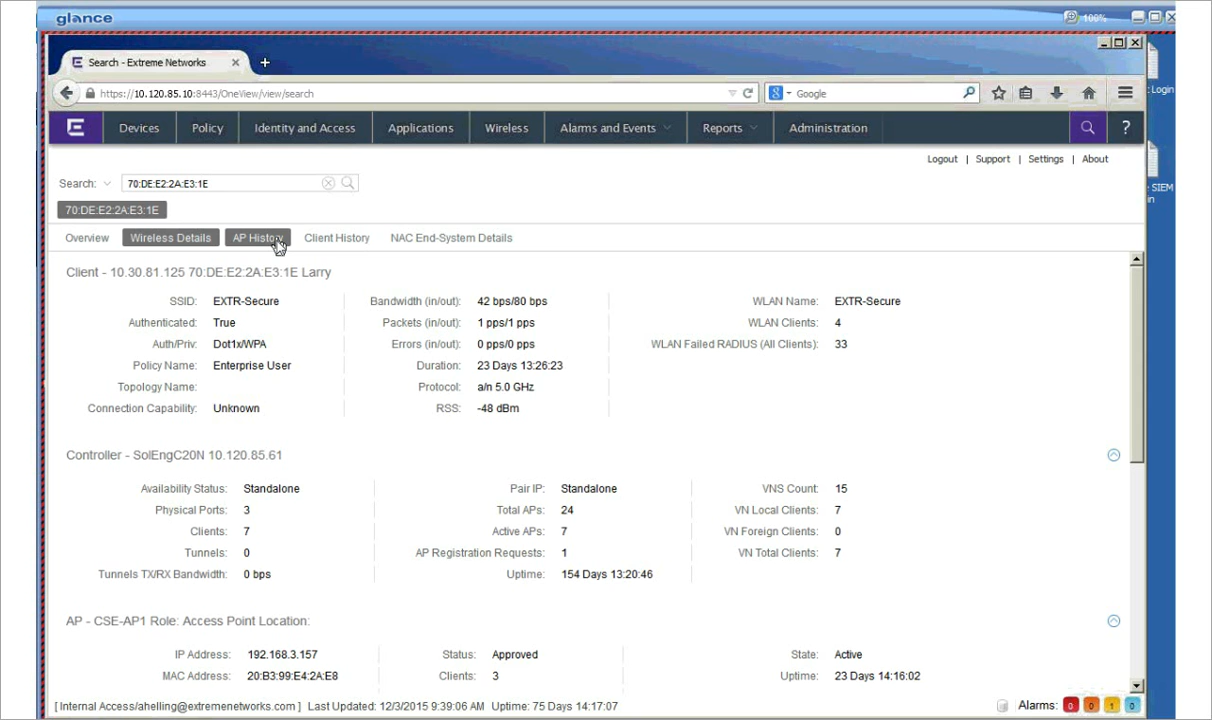 glance
100%
Search - Extreme Networks
https://10.120.85.10:8443/OneView/view/search
Google
Login
Devices Policy Identity and Access Applications Wireless Alarms and Events Reports Administration ?
Logout | Support | Settings | About
Search: 70:DE:E2:2A:E3:1E
SIEM
in
70:DE:E2:2A:E3:1E
Overview Wireless Details AP History Client History NAC End-System Details
Client - 10.30.81.125 70:DE:E2:2A:E3:1E Larry
SSID: EXTR-Secure Bandwidth (in/out): 42 bps/80 bps WLAN Name: EXTR-Secure
Authenticated: True Packets (in/out): 1 pps/1 pps WLAN Clients: 4
Auth/Priv: Dot1x/WPA Errors (in/out): 0 pps/0 pps WLAN Failed RADIUS (All Clients): 33
Policy Name: Enterprise User Duration: 23 Days 13:26:23
Topology Name: Protocol: a/n 5.0 GHz
Connection Capability: Unknown RSS: -48 dBm
Controller - SolEngC20N 10.120.85.61
Availability Status: Standalone Pair IP: Standalone VNS Count: 15
Physical Ports: 3 Total APs: 24 VN Local Clients: 7
Clients: 7 Active APs: 7 VN Foreign Clients: 0
Tunnels: 0 AP Registration Requests: 1 VN Total Clients: 7
Tunnels TX/RX Bandwidth: 0 bps Uptime: 154 Days 13:20:46
AP - CSE-AP1 Role: Access Point Location:
IP Address: 192.168.3.157 Status: Approved State: Active
MAC Address: 20:B3:99:E4:2A:E8 Clients: 3 Uptime: 23 Days 14:16:02
[ Internal Access/ahelling@extremenetworks.com ] Last Updated: 12/3/2015 9:39:06 AM Uptime: 75 Days 14:17:07 Alarms: 0 0 1 0